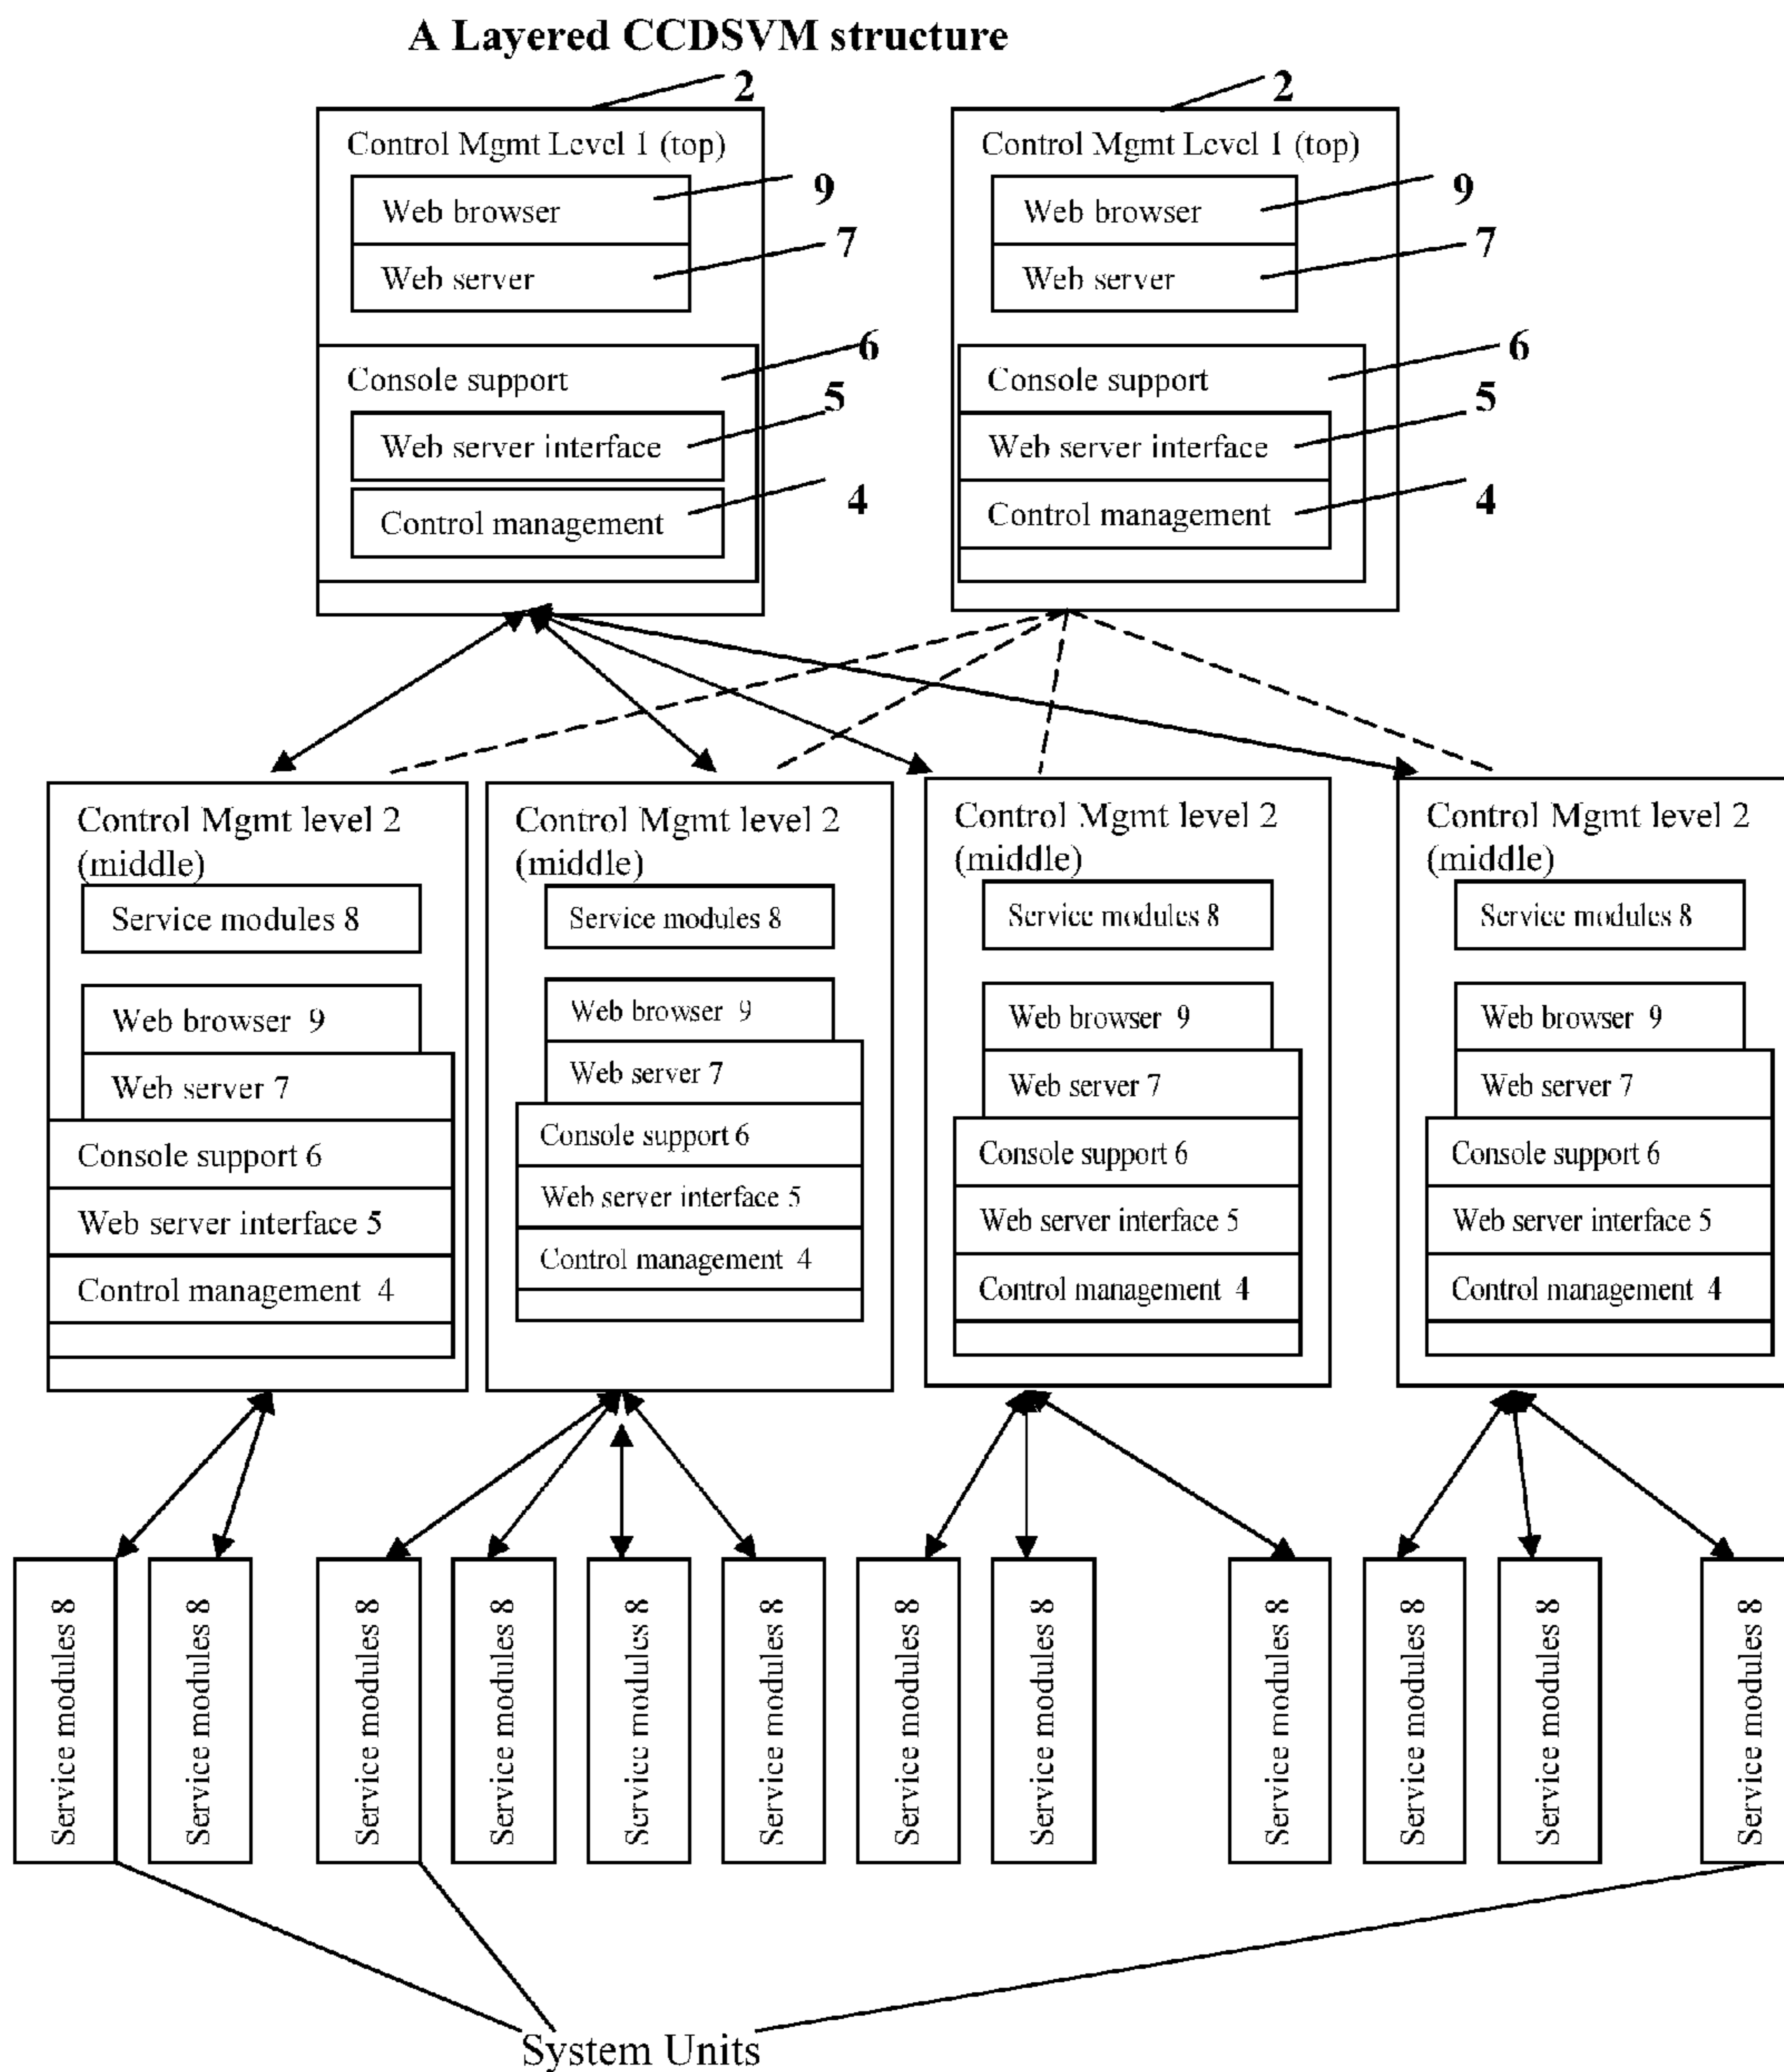 A Layered CCDSVM structure
2
Control Mgmt Level 1 (top)
Web browser
9
Web server
7
Console support
6
Web server interface
5
Control management
4
2
Control Mgmt Level 1 (top)
Web browser
9
Web server
7
Console support
6
Web server interface
5
Control management
4
Control Mgmt level 2
(middle)
Service modules 8
Web browser 9
Web server 7
Console support 6
Web server interface 5
Control management 4
Control Mgmt level 2
(middle)
Service modules 8
Web browser 9
Web server 7
Console support 6
Web server interface 5
Control management 4
Control Mgmt level 2
(middle)
Service modules 8
Web browser 9
Web server 7
Console support 6
Web server interface 5
Control management 4
Control Mgmt level 2
(middle)
Service modules 8
Web browser 9
Web server 7
Console support 6
Web server interface 5
Control management 4
Service modules 8
Service modules 8
Service modules 8
Service modules 8
Service modules 8
Service modules 8
Service modules 8
Service modules 8
Service modules 8
Service modules 8
Service modules 8
Service modules 8
System Units